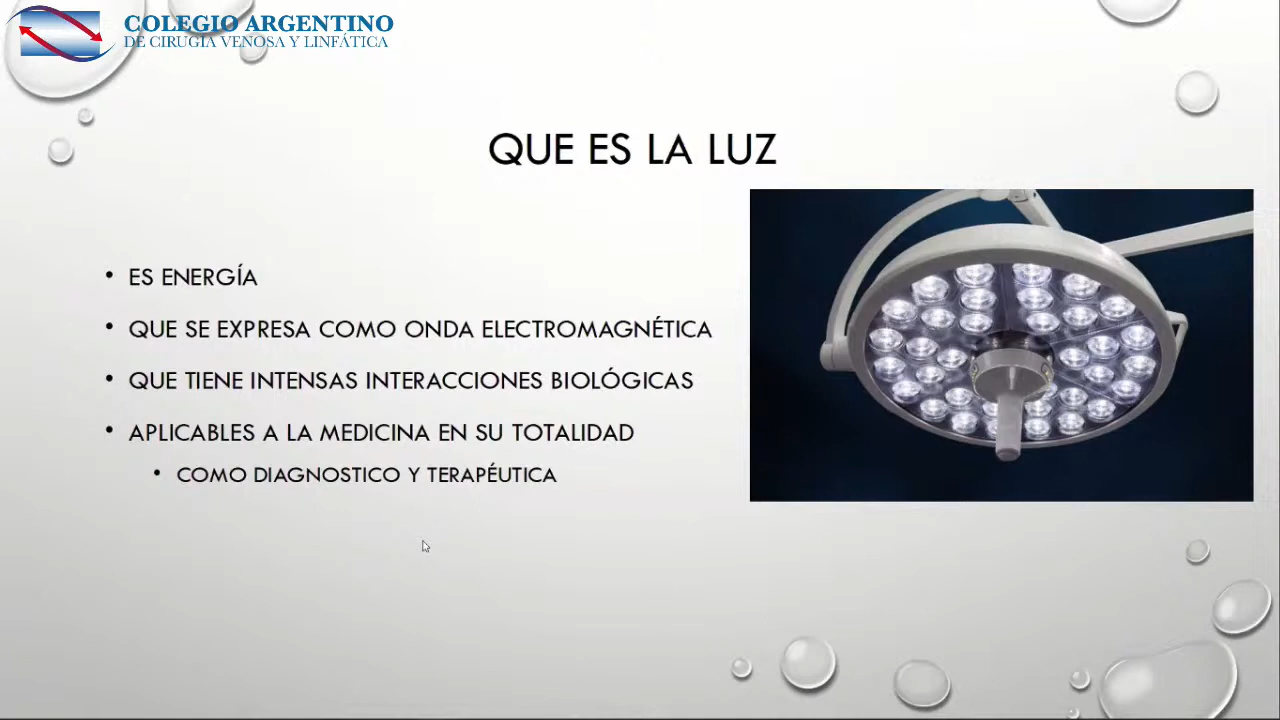 COLEGIO ARGENTINO
DE CIRUGIA VENOSA Y LINFÁTICA
QUE ES LA LUZ
• ES ENERGÍA
• QUE SE EXPRESA COMO ONDA ELECTROMAGNÉTICA
• QUE TIENE INTENSAS INTERACCIONES BIOLÓGICAS
• APLICABLES A LA MEDICINA EN SU TOTALIDAD
• COMO DIAGNOSTICO Y TERAPÉUTICA